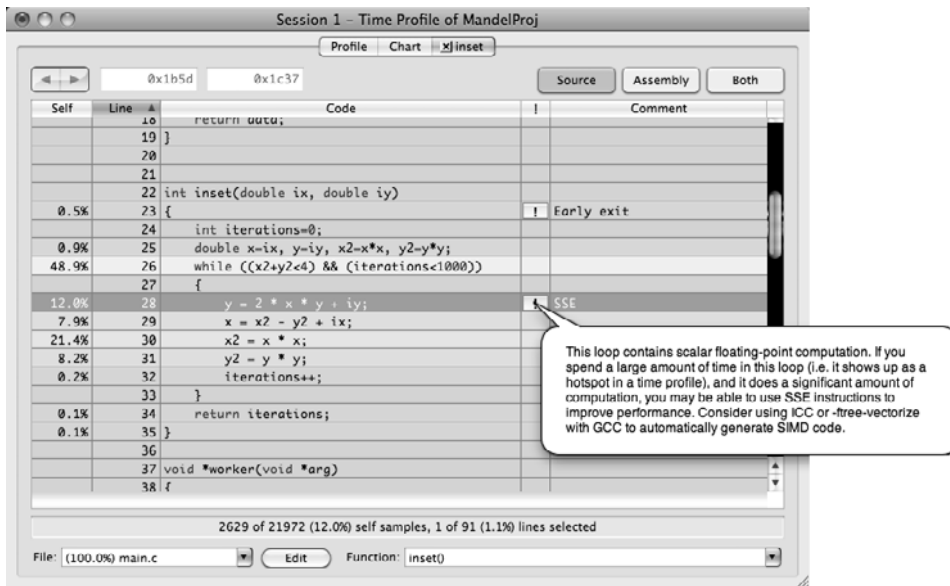 Session 1 – Time Profile of MandelProj
Profile Chart inset
0x1b5d 0x1c37 Source Assembly Both
Self Line Code ! Comment
18 return data;
19 }
20
21
22 int inset(double ix, double iy)
0.5% 23 { ! Early exit
24 int iterations=0;
0.9% 25 double x=ix, y=iy, x2=x*x, y2=y*y;
48.9% 26 while ((x2+y2<4) && (iterations<1000))
27 {
12.0% 28 y = 2 * x * y + iy; ! SSE
7.9% 29 x = x2 - y2 + ix;
21.4% 30 x2 = x * x;
8.2% 31 y2 = y * y;
0.2% 32 iterations++;
33 }
0.1% 34 return iterations;
0.1% 35 }
36
37 void *worker(void *arg)
38 {
This loop contains scalar floating-point computation. If you
spend a large amount of time in this loop (i.e. it shows up as a
hotspot in a time profile), and it does a significant amount of
computation, you may be able to use SSE instructions to
improve performance. Consider using ICC or -ftree-vectorize
with GCC to automatically generate SIMD code.
2629 of 21972 (12.0%) self samples, 1 of 91 (1.1%) lines selected
File: (100.0%) main.c Edit Function: inset()